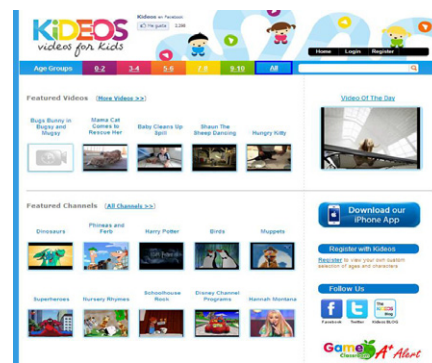 KiDEOS
videos for kids
Kideos en Facebook
Me gusta
Home Login Register
Age Groups 0-2 3-4 5-6 7-8 9-10 All
Featured Videos [More Videos >>]
Video Of The Day
Bugs Bunny in Bugsy and Mugsy
Mama Cat Comes to Rescue Her
Baby Cleans Up Spill
Shaun The Sheep Dancing
Hungry Kitty
Featured Channels [All Channels >>]
Download our iPhone App
Dinosaurs
Phineas and Ferb
Harry Potter
Birds
Muppets
Register with Kideos
Register to view your own custom selection of ages and characters
Follow Us
Superheroes
Nursery Rhymes
Schoolhouse Rock
Disney Channel Programs
Hannah Montana
Facebook
Twitter
Game Classroom
A+ Alert